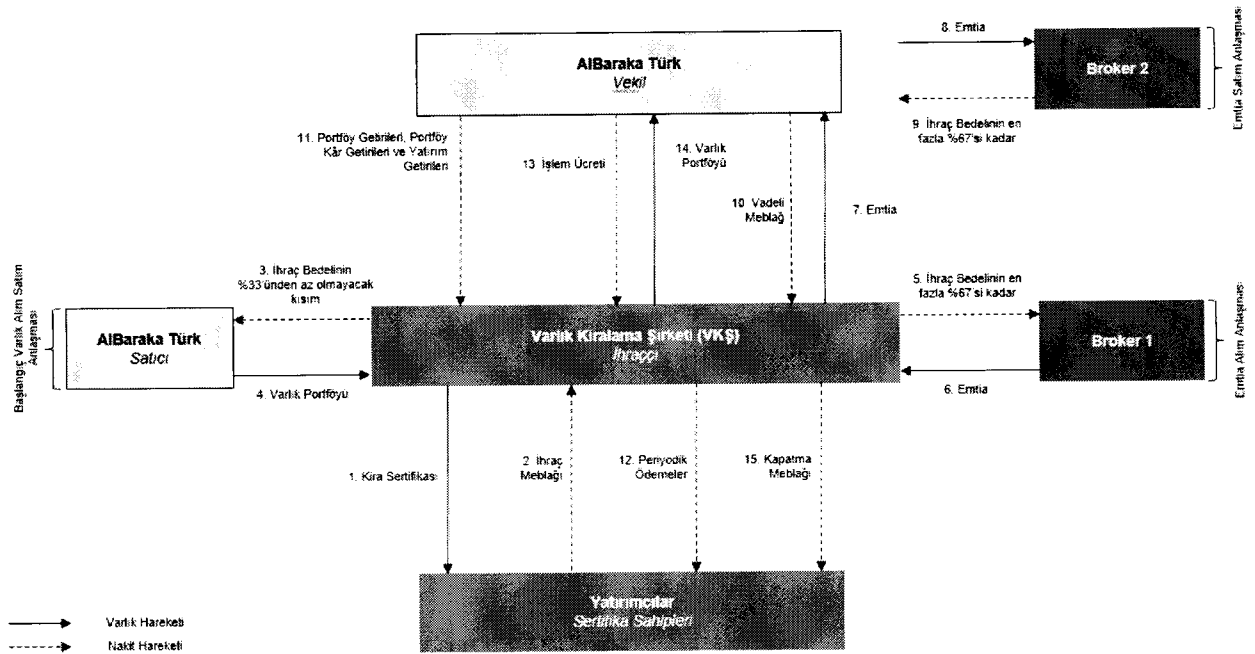 AlBaraka Türk
Vekil
8. Emtia
Broker 2
Emtia Satım Anlaşması
9. İhraç Bedelinin en
fazla %67'si kadar
11. Portföy Getirileri, Portföy
Kâr Getirileri ve Yatırım
Getirileri
13. İşlem Ücreti
14. Varlık
Portföyü
10. Vadeli
Meblağ
7. Emtia
3. İhraç Bedelinin
%33'ünden az olmayacak
kısım
5. İhraç Bedelinin en
fazla %67'si kadar
Başlangıç Varlık Alım Satım
Anlaşması
AlBaraka Türk
Satıcı
Varlık Kiralama Şirketi (VKŞ)
İhraççı
Broker 1
Emtia Alım Anlaşması
4. Varlık Portföyü
6. Emtia
1. Kira Sertifikası
2. İhraç
Meblağı
12. Periyodik
Ödemeler
15. Kapatma
Meblağı
Yatırımcılar
Sertifika Sahipleri
Varlık Hareketi
Nakit Hareketi